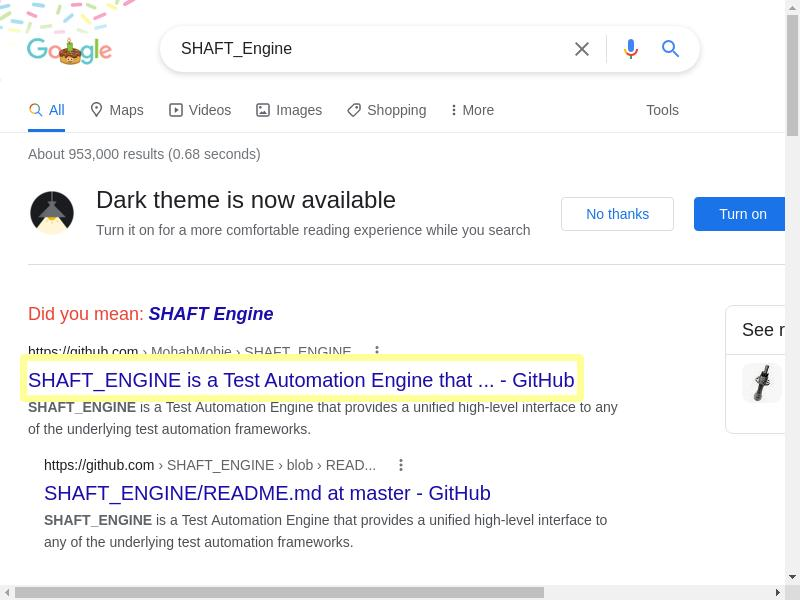 Google
SHAFT_Engine
All Maps Videos Images Shopping More Tools
About 953,000 results (0.68 seconds)
Dark theme is now available
Turn it on for a more comfortable reading experience while you search
No thanks
Turn on
Did you mean: SHAFT Engine
https://github.com › MohabMohie › SHAFT_ENGINE
SHAFT_ENGINE is a Test Automation Engine that ... - GitHub
SHAFT_ENGINE is a Test Automation Engine that provides a unified high-level interface to any
of the underlying test automation frameworks.
See r
https://github.com › SHAFT_ENGINE › blob › READ...
SHAFT_ENGINE/README.md at master - GitHub
SHAFT_ENGINE is a Test Automation Engine that provides a unified high-level interface to
any of the underlying test automation frameworks.